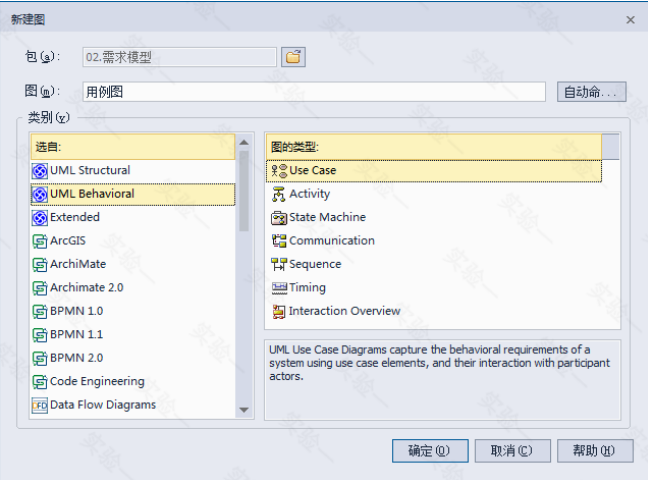 新建图
包(g): 02.需求模型
图(m): 用例图 自动命...
类别(y)
选自: 图的类型:
UML Structural Use Case
UML Behavioral Activity
Extended State Machine
ArcGIS Communication
ArchiMate Sequence
Archimate 2.0 Timing
BPMN 1.0 Interaction Overview
BPMN 1.1
BPMN 2.0
Code Engineering
Data Flow Diagrams
UML Use Case Diagrams capture the behavioral requirements of a
system using use case elements, and their interaction with participant
actors.
确定(O) 取消(C) 帮助(H)
实验一